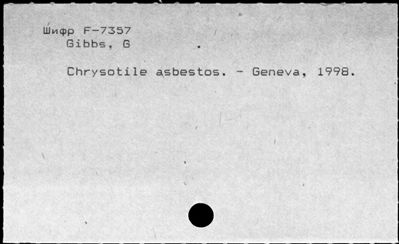 Шифр F-7357
Gibbs, G
Chrysotile asbestos. - Geneva, 1998.